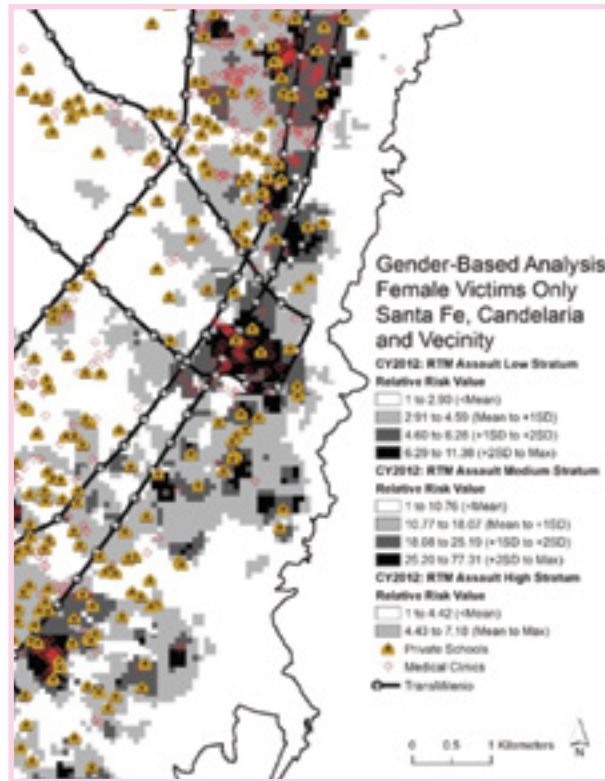 Gender-Based Analysis
Female Victims Only
Santa Fe, Candelaria
and Vecinity
CY2012: RTM Assault Low Stratum
Relative Risk Value
1 to 2.90 (<Mean)
2.91 to 4.59 (Mean to +1SD)
4.60 to 6.28 (+1SD to +2SD)
6.29 to 11.38 (+2SD to Max)
CY2012: RTM Assault Medium Stratum
Relative Risk Value
1 to 10.76 (<Mean)
10.77 to 18.07 (Mean to +1SD)
18.08 to 25.19 (+1SD to +2SD)
25.20 to 77.31 (+2SD to Max)
CY2012: RTM Assault High Stratum
Relative Risk Value
1 to 4.42 (<Mean)
4.43 to 7.18 (Mean to Max)
Private Schools
Medical Clinics
TransMilenio
0 0.5 1 Kilometers
N